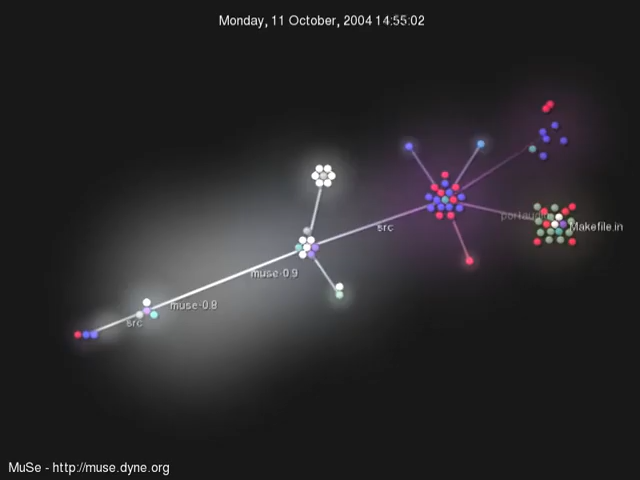 Monday, 11 October, 2004 14:55:02
portaudio
Makefile.in
src
muse-0.9
muse-0.8
src
MuSe - http://muse.dyne.org